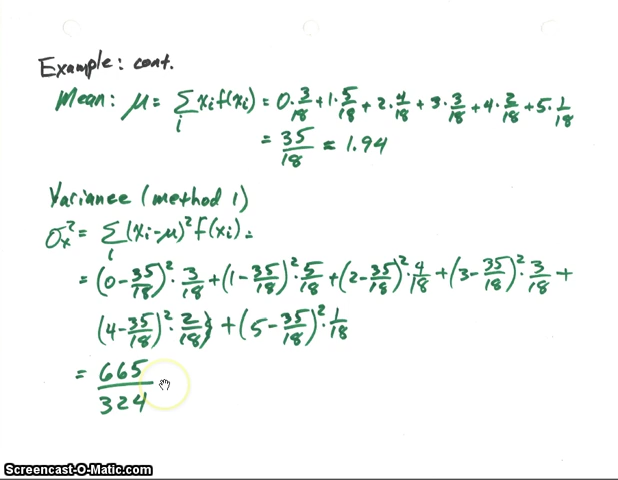 Example: cont.
Mean: μ = Σᵢ xᵢ f(xᵢ) = 0·3/18 + 1·5/18 + 2·4/18 + 3·3/18 + 4·2/18 + 5·1/18
= 35/18 ≈ 1.94
Variance (method 1)
σₓ² = Σᵢ (xᵢ-μ)² f(xᵢ) =
= (0-35/18)²·3/18 + (1-35/18)²·5/18 + (2-35/18)²·4/18 + (3-35/18)²·3/18 +
(4-35/18)²·2/18} + (5-35/18)²·1/18
= 665/324
Screencast-O-Matic.com